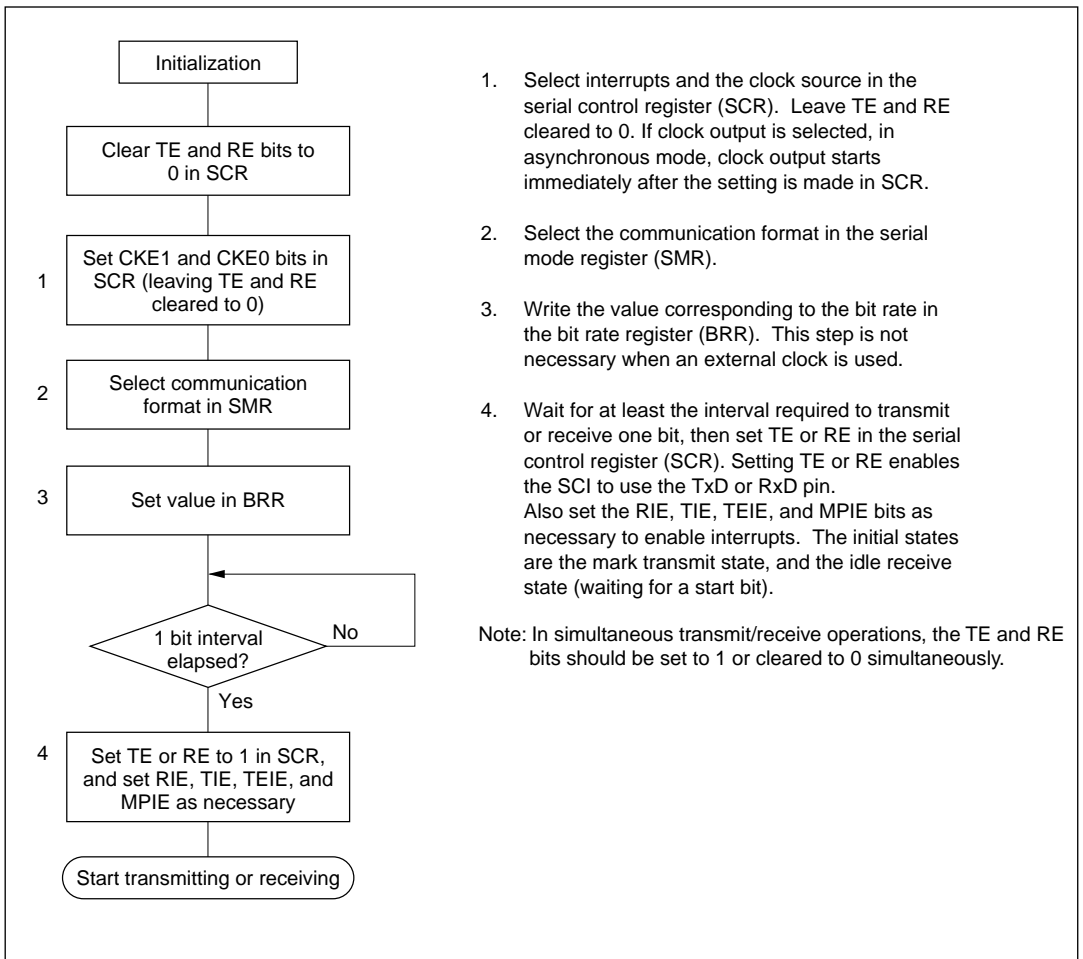 Initialization
Clear TE and RE bits to
0 in SCR
1
Set CKE1 and CKE0 bits in
SCR (leaving TE and RE
cleared to 0)
2
Select communication
format in SMR
3
Set value in BRR
1 bit interval
elapsed?
No
Yes
4
Set TE or RE to 1 in SCR,
and set RIE, TIE, TEIE, and
MPIE as necessary
Start transmitting or receiving
1. Select interrupts and the clock source in the
serial control register (SCR). Leave TE and RE
cleared to 0. If clock output is selected, in
asynchronous mode, clock output starts
immediately after the setting is made in SCR.
2. Select the communication format in the serial
mode register (SMR).
3. Write the value corresponding to the bit rate in
the bit rate register (BRR). This step is not
necessary when an external clock is used.
4. Wait for at least the interval required to transmit
or receive one bit, then set TE or RE in the serial
control register (SCR). Setting TE or RE enables
the SCI to use the TxD or RxD pin.
Also set the RIE, TIE, TEIE, and MPIE bits as
necessary to enable interrupts. The initial states
are the mark transmit state, and the idle receive
state (waiting for a start bit).
Note: In simultaneous transmit/receive operations, the TE and RE
bits should be set to 1 or cleared to 0 simultaneously.